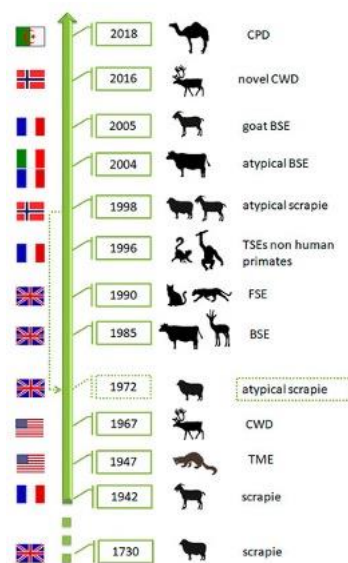 2018 CPD
2016 novel CWD
2005 goat BSE
2004 atypical BSE
1998 atypical scrapie
1996 TSEs non human
primates
1990 FSE
1985 BSE
1972 atypical scrapie
1967 CWD
1947 TME
1942 scrapie
1730 scrapie